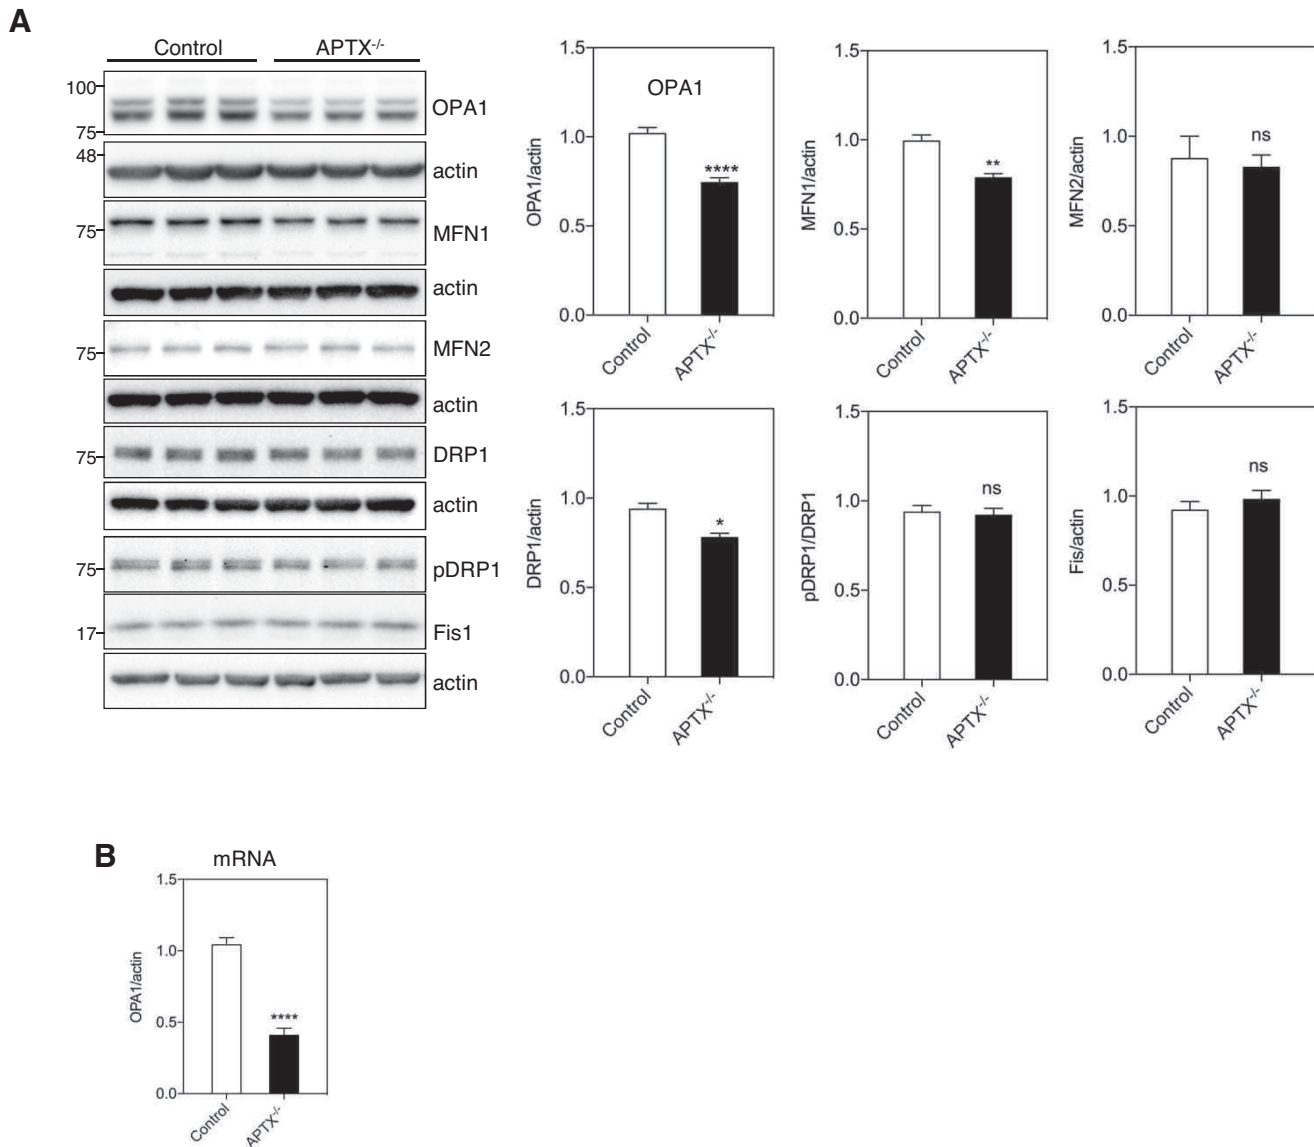 A
Control APTX-/-
100
75
OPA1
48
actin
75
MFN1
actin
75
MFN2
actin
75
DRP1
actin
75
pDRP1
17
Fis1
actin
1.5
1.0
0.5
0.0
OPA1/actin
OPA1
****
Control
APTX-/-
1.5
1.0
0.5
0.0
MFN1/actin
**
Control
APTX-/-
1.5
1.0
0.5
0.0
MFN2/actin
ns
Control
APTX-/-
1.5
1.0
0.5
0.0
DRP1/actin
*
Control
APTX-/-
1.5
1.0
0.5
0.0
pDRP1/DRP1
ns
Control
APTX-/-
1.5
1.0
0.5
0.0
Fis/actin
ns
Control
APTX-/-
B
mRNA
1.5
1.0
0.5
0.0
OPA1/actin
****
Control
APTX-/-